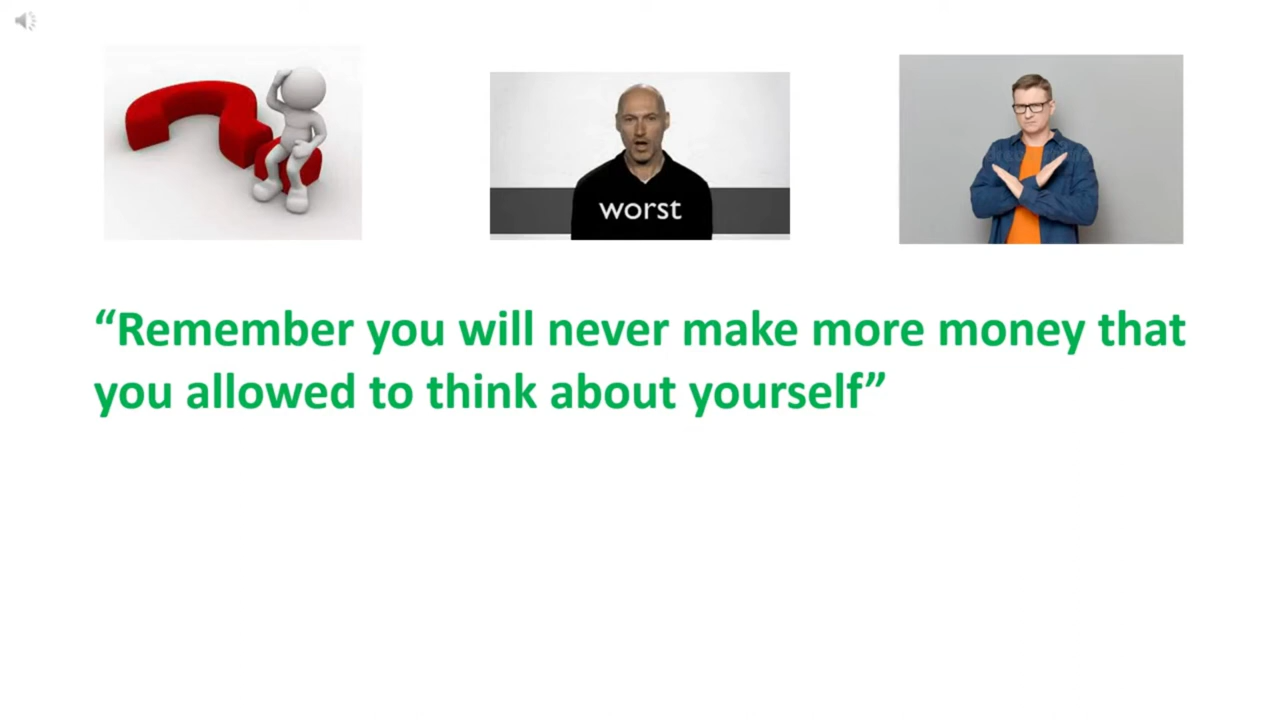 worst
“Remember you will never make more money that
you allowed to think about yourself”